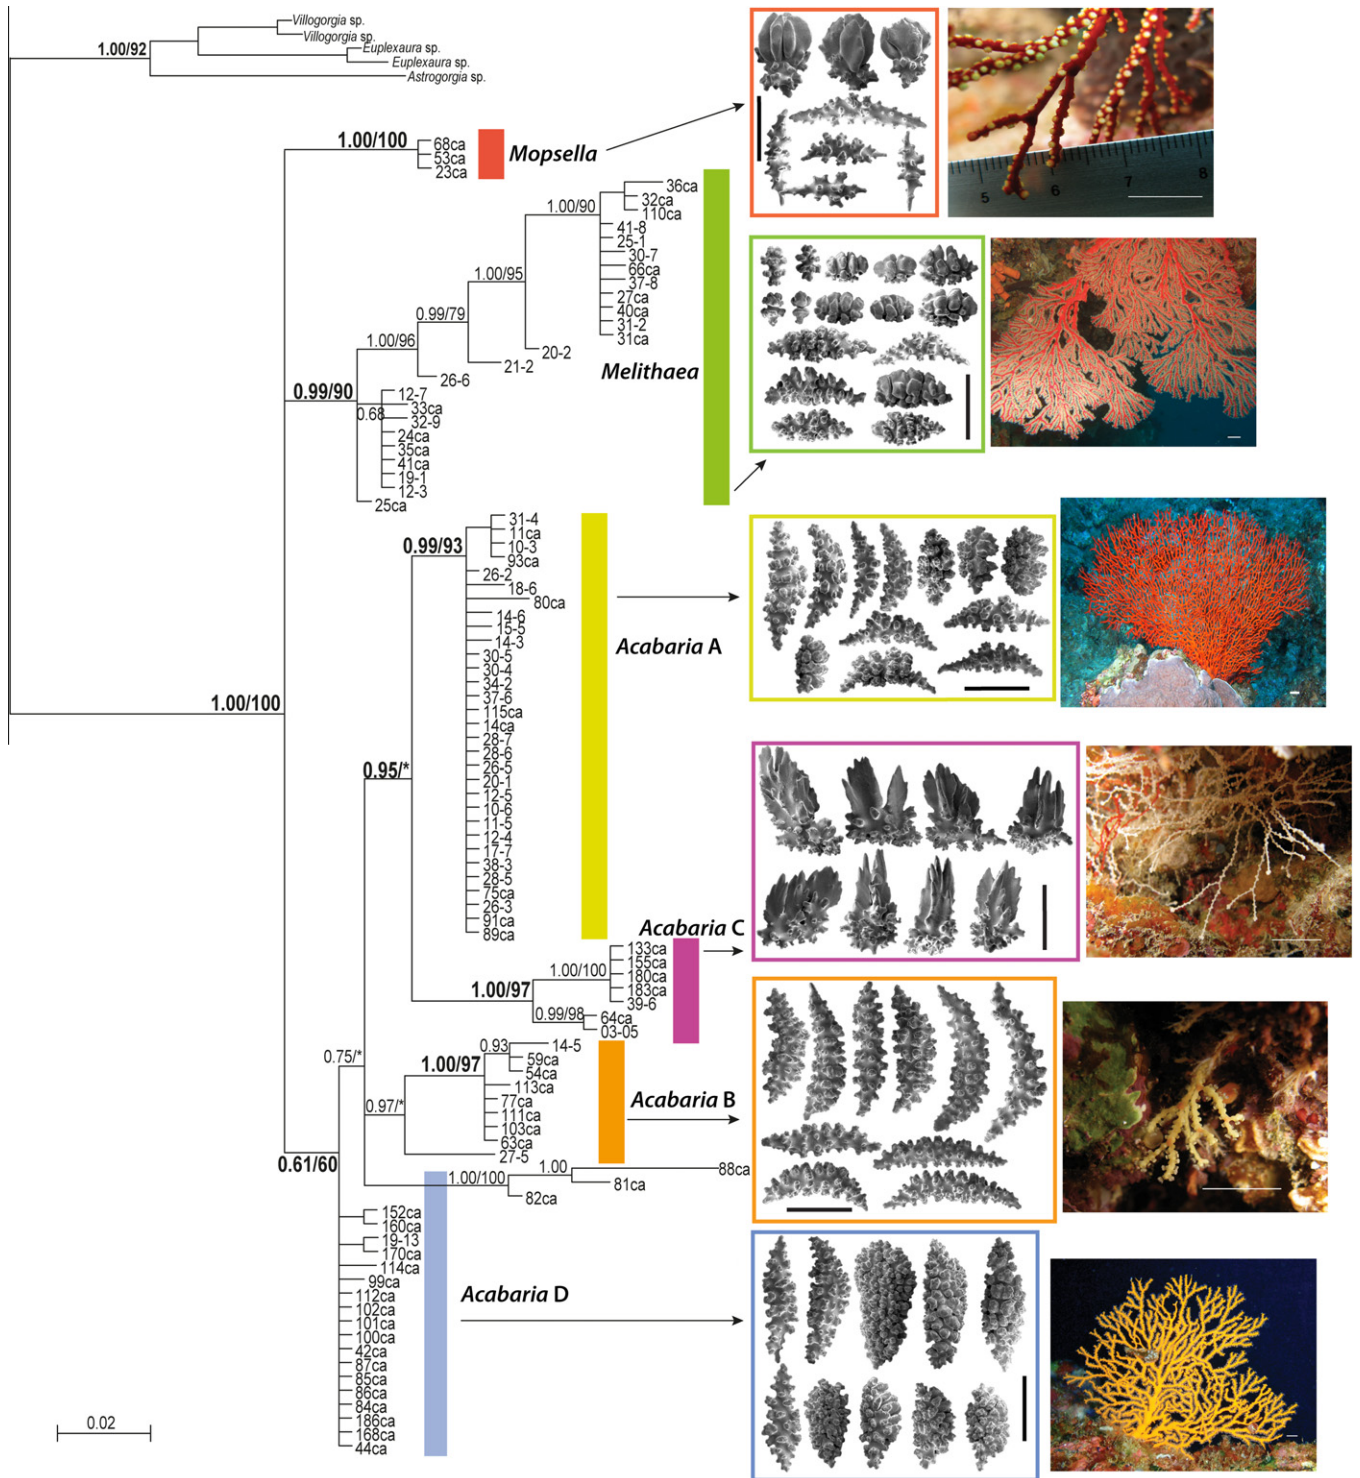 Villogorgia sp.
Villogorgia sp.
1.00/92
Euplexaura sp.
Euplexaura sp.
Astrogorgia sp.
1.00/100
68ca
53ca
23ca
Mopsella
5 6 7 8
36ca
32ca
110ca
1.00/90
41-8
25-1
30-7
66ca
37-8
27ca
40ca
31-2
31ca
1.00/95
0.99/79
1.00/96
20-2
21-2
26-6
Melithaea
0.99/90
12-7
33ca
0.68
32-9
24ca
35ca
41ca
19-1
12-3
25ca
31-4
11ca
10-3
93ca
0.99/93
26-2
18-6
80ca
14-6
15-5
14-3
30-5
30-4
34-2
37-6
115ca
14ca
28-7
28-6
26-5
20-1
12-5
10-6
11-5
12-4
17-7
38-3
28-5
75ca
26-3
91ca
89ca
Acabaria A
1.00/100
0.95/*
Acabaria C
133ca
155ca
180ca
183ca
39-6
1.00/100
1.00/97
0.99/98
64ca
03-05
0.75/*
0.93
14-5
59ca
54ca
1.00/97
113ca
77ca
111ca
103ca
63ca
27-5
0.97/*
Acabaria B
0.61/60
1.00/100
1.00
88ca
81ca
82ca
152ca
160ca
19-13
170ca
114ca
99ca
112ca
102ca
101ca
100ca
42ca
87ca
85ca
86ca
84ca
186ca
168ca
44ca
Acabaria D
0.02